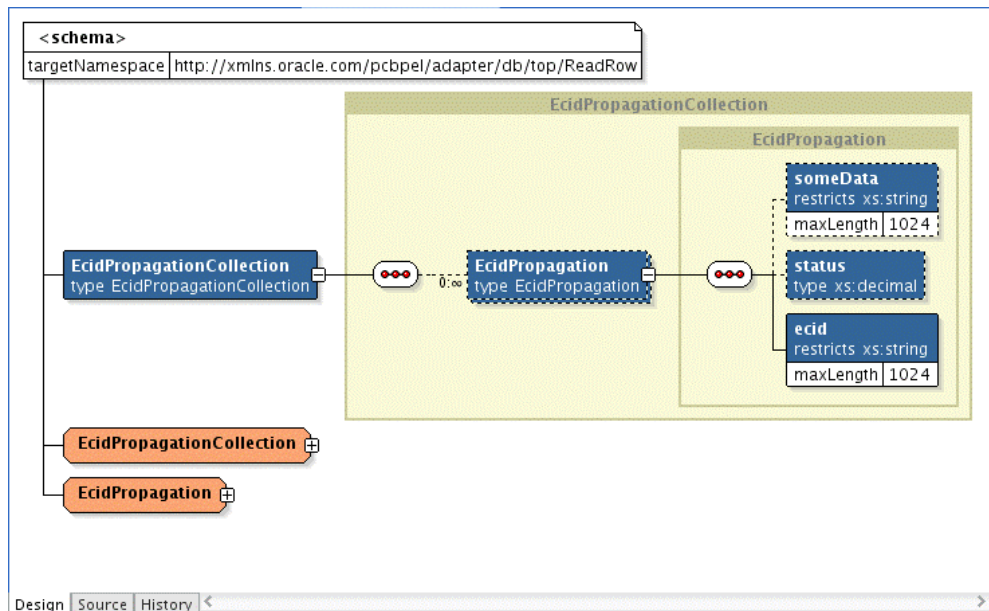 <schema>
targetNamespace http://xmlns.oracle.com/pcbpel/adapter/db/top/ReadRow
EcidPropagationCollection
EcidPropagation
someData
restricts xs:string
maxLength 1024
EcidPropagationCollection
type EcidPropagationCollection
0:∞
EcidPropagation
type EcidPropagation
status
type xs:decimal
ecid
restricts xs:string
maxLength 1024
EcidPropagationCollection
EcidPropagation
Design Source History